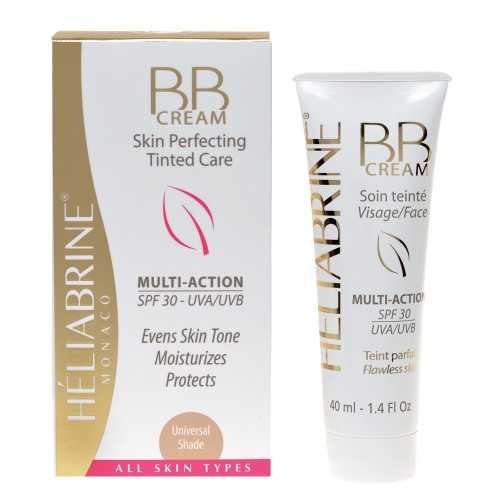 HÉLIABRINE®
MONACO
BB
CREAM
Skin Perfecting
Tinted Care
MULTI-ACTION
SPF 30 - UVA/UVB
Evens Skin Tone
Moisturizes
Protects
Universal
Shade
ALL SKIN TYPES
HÉLIABRINE®
BB
CREAM
Soin teinté
Visage/Face
MULTI-ACTION
SPF 30
UVA/UVB
Teint parfa
Flawless ski
40 ml - 1.4 Fl Oz